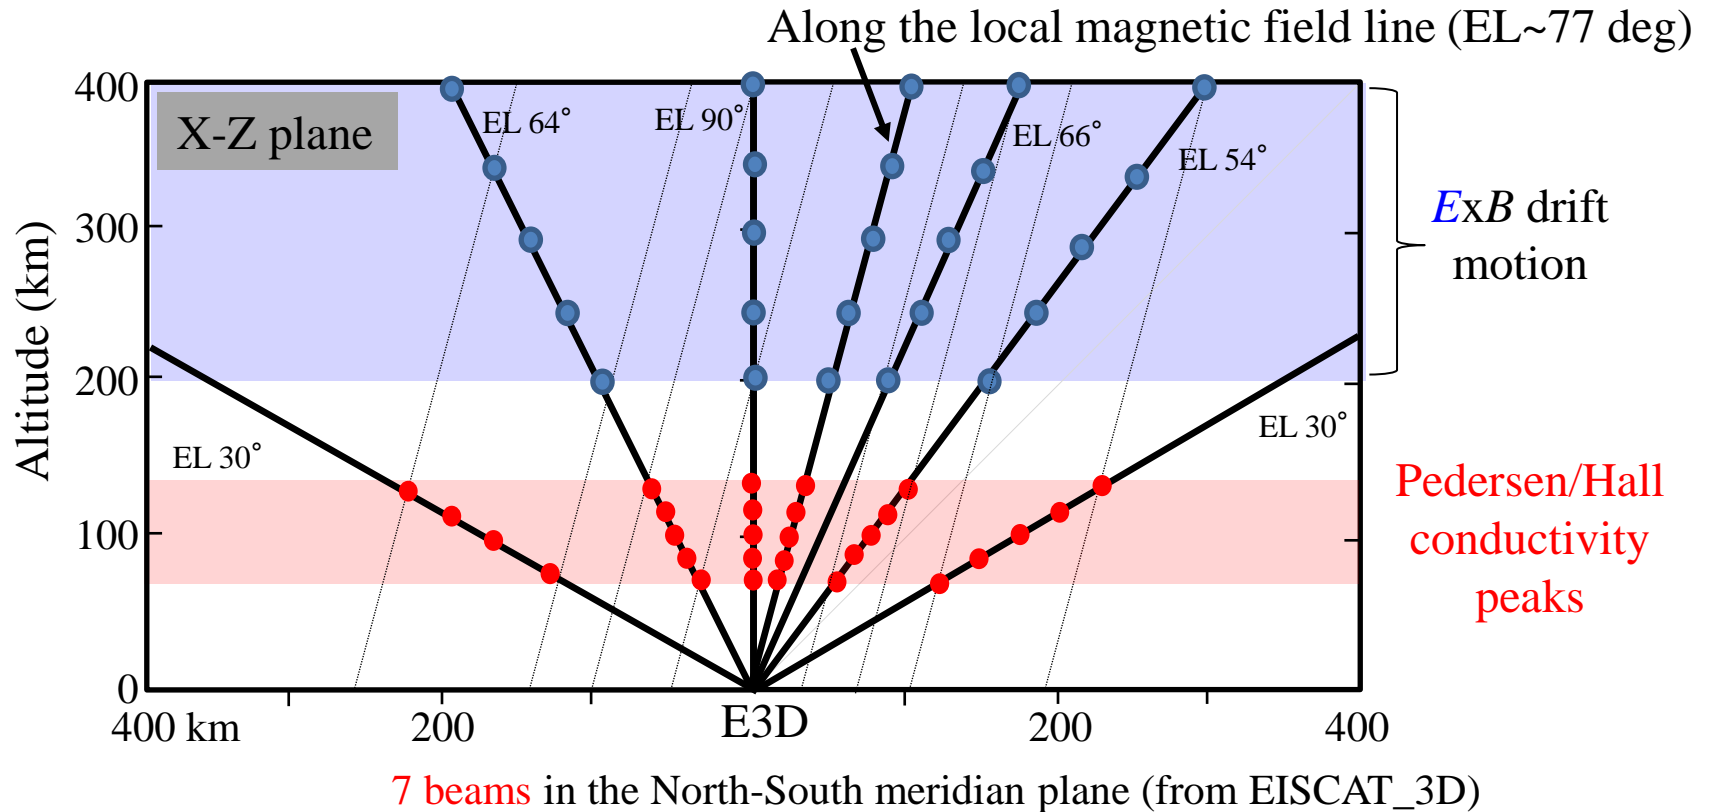 Along the local magnetic field line (EL~77 deg)
400
X-Z plane
EL 64°
EL 90°
EL 66°
EL 54°
ExB drift
motion
300
Altitude (km)
200
EL 30°
EL 30°
Pedersen/Hall
conductivity
peaks
100
0
400 km
200
E3D
200
400
7 beams in the North-South meridian plane (from EISCAT_3D)